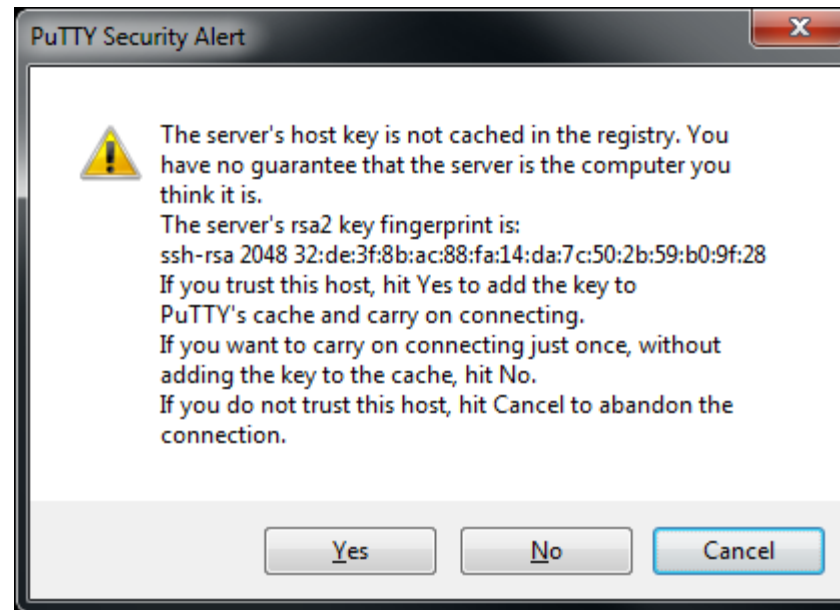 PuTTY Security Alert
The server's host key is not cached in the registry. You
have no guarantee that the server is the computer you
think it is.
The server's rsa2 key fingerprint is:
ssh-rsa 2048 32:de:3f:8b:ac:88:fa:14:da:7c:50:2b:59:b0:9f:28
If you trust this host, hit Yes to add the key to
PuTTY's cache and carry on connecting.
If you want to carry on connecting just once, without
adding the key to the cache, hit No.
If you do not trust this host, hit Cancel to abandon the
connection.
Yes No Cancel